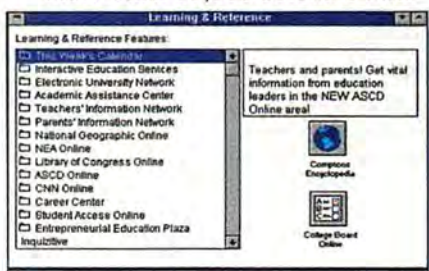 Learning & Reference
Learning & Reference Features:
This Week's Calendar
Interactive Education Services
Electronic University Network
Academic Assistance Center
Teachers' Information Network
Parents' Information Network
National Geographic Online
NEA Online
Library of Congress Online
ASCD Online
CNN Online
Career Center
Student Access Online
Entrepreneurial Education Plaza
Inquizitive
Teachers and parents! Get vital
information from education
leaders in the NEW ASCD
Online area!
Comptons
Encyclopedia
College Board
Online